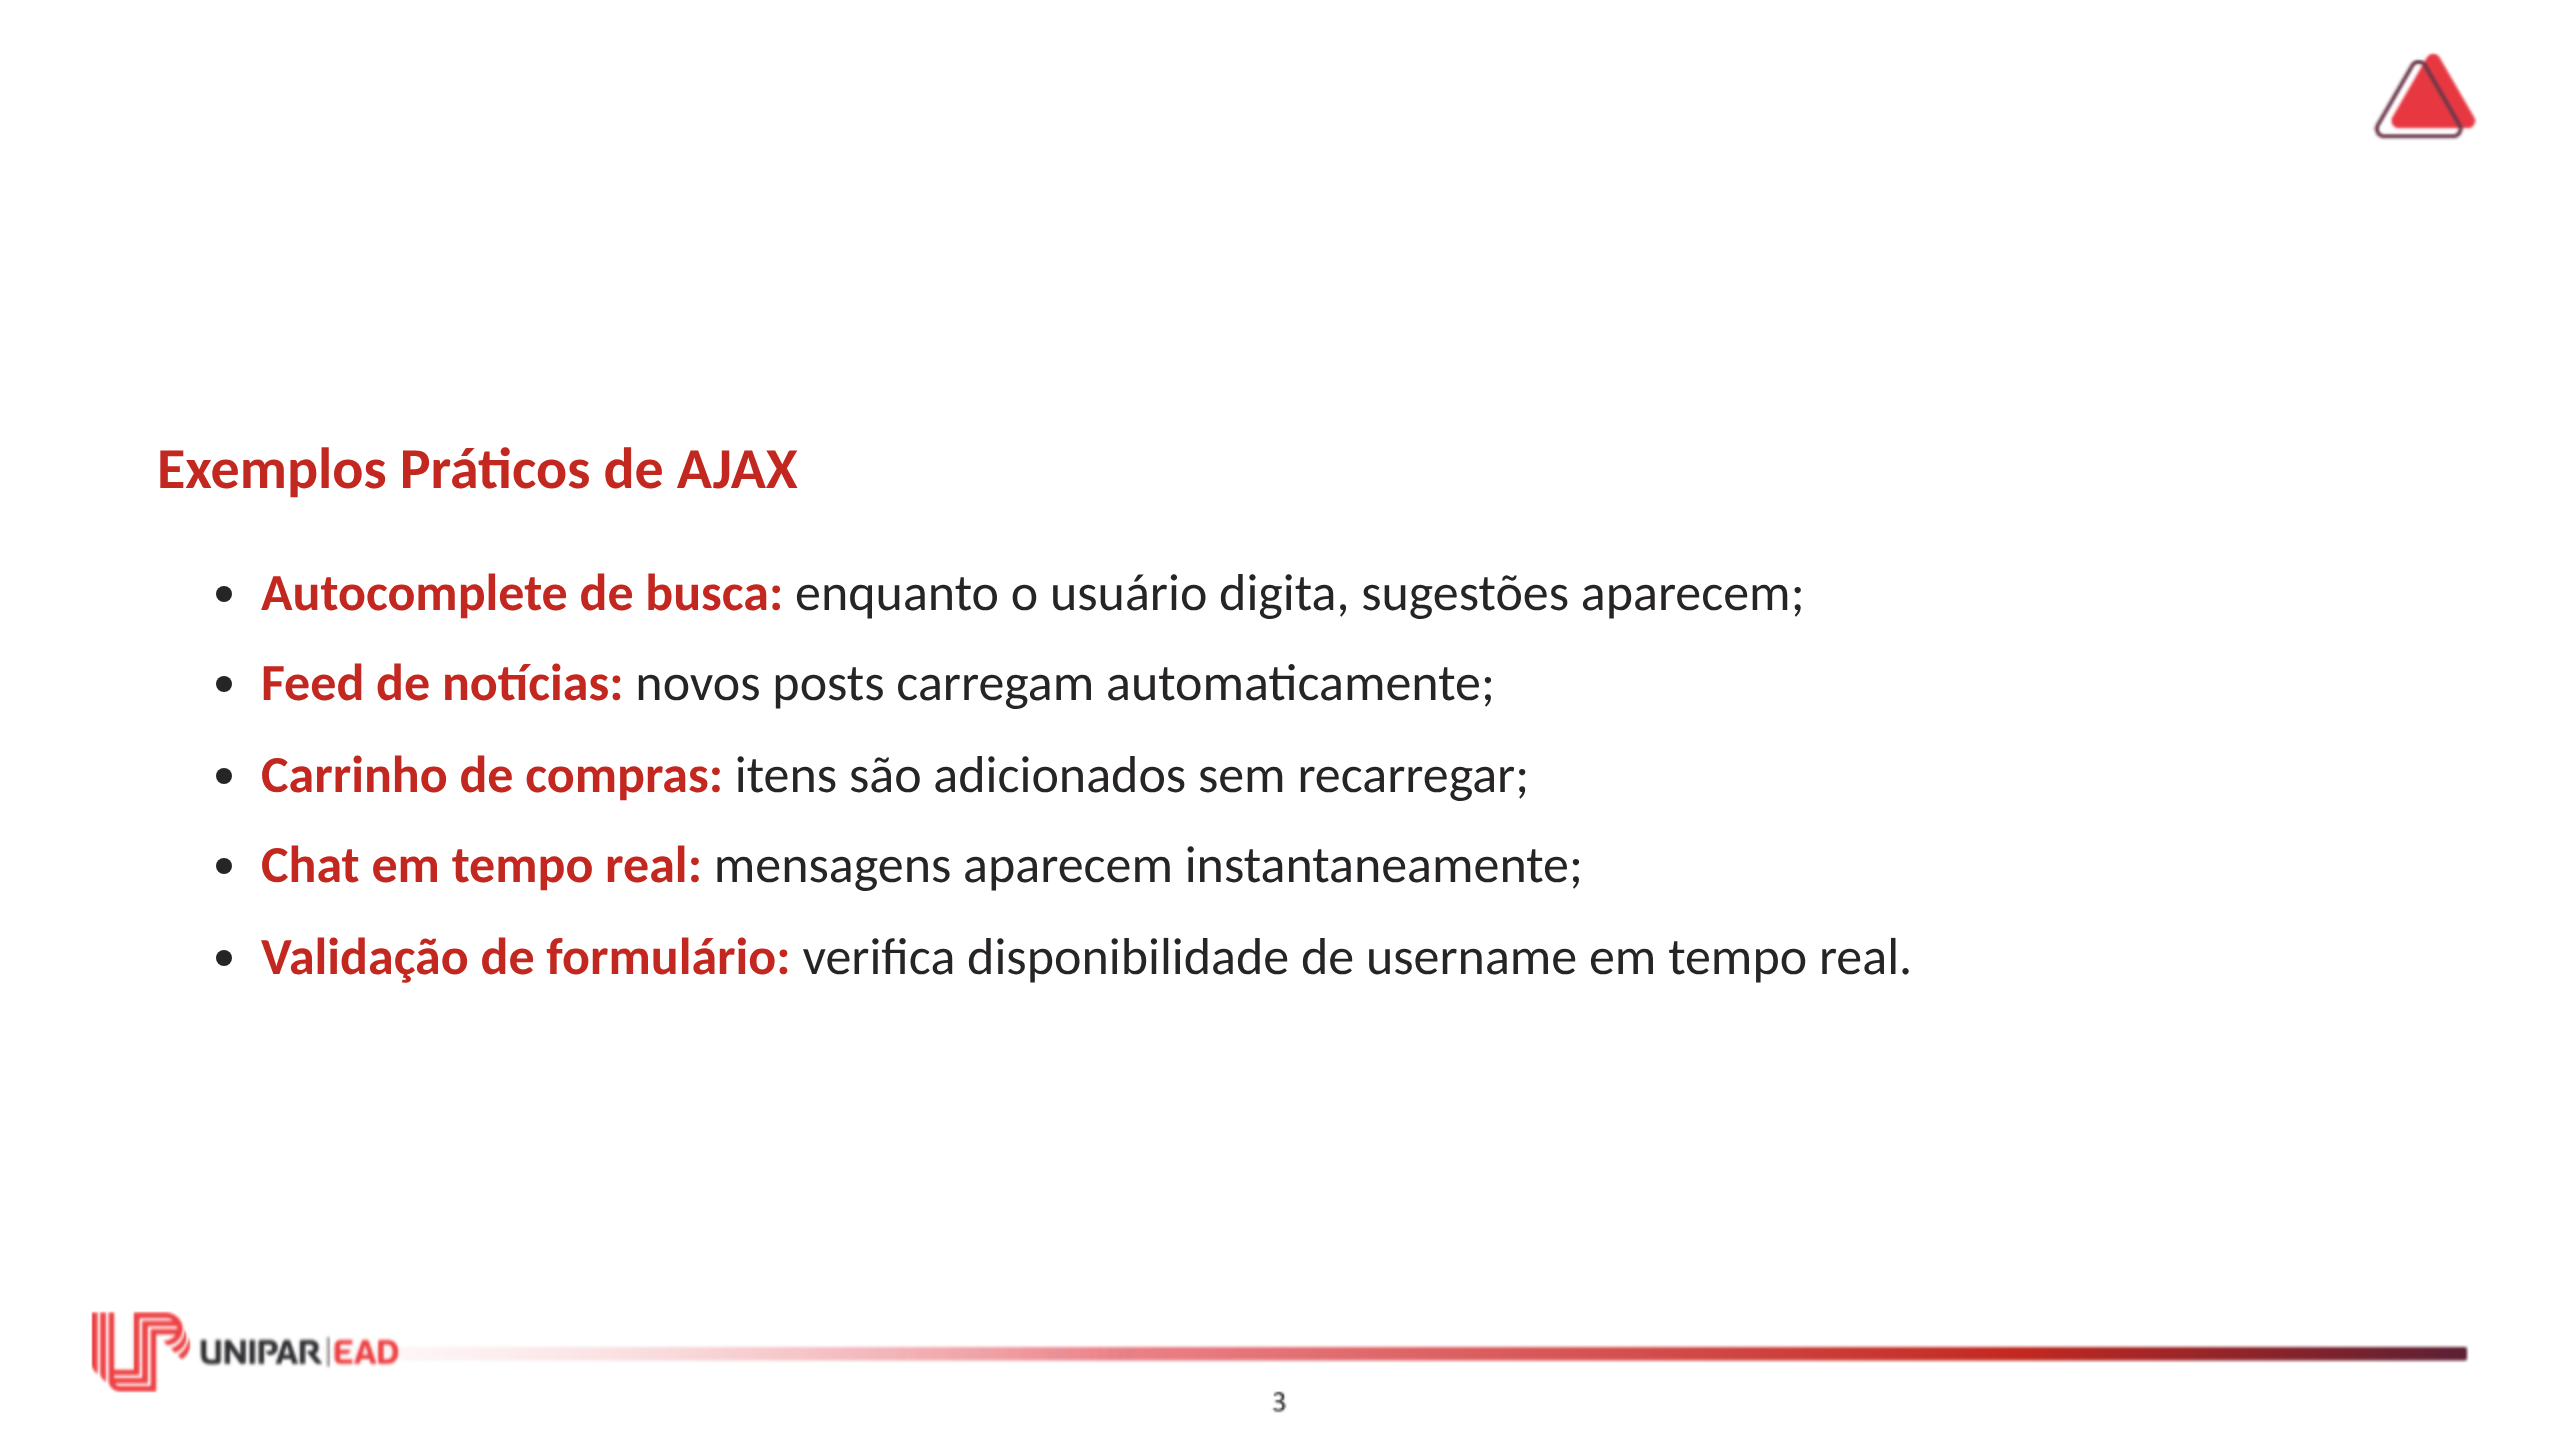 Exemplos Práticos de AJAX
• Autocomplete de busca: enquanto o usuário digita, sugestões aparecem;
• Feed de notícias: novos posts carregam automaticamente;
• Carrinho de compras: itens são adicionados sem recarregar;
• Chat em tempo real: mensagens aparecem instantaneamente;
• Validação de formulário: verifica disponibilidade de username em tempo real.
UNIPAR|EAD
3